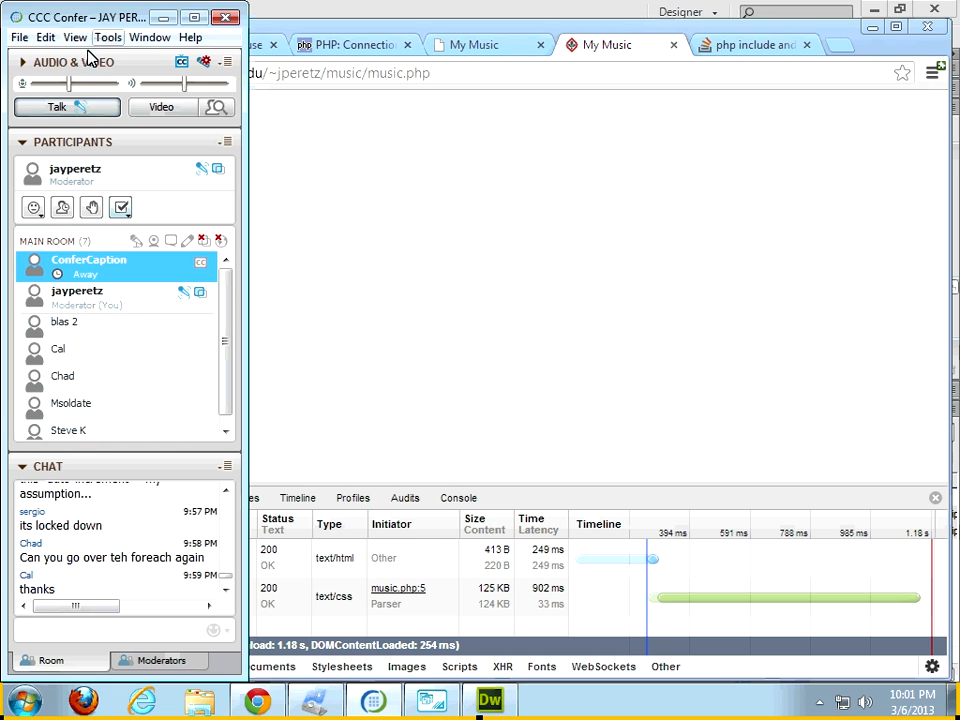 CCC Confer – JAY PER...
File Edit View Tools Window Help
AUDIO & VIDEO
Talk Video
PARTICIPANTS
jayperetz
Moderator
MAIN ROOM (7)
ConferCaption
Away
jayperetz
Moderator (You)
blas 2
Cal
Chad
Msoldate
Steve K
CHAT
assumption...
sergio 9:57 PM
its locked down
Chad 9:58 PM
Can you go over teh foreach again
Cal 9:59 PM
thanks
Room Moderators
Designer
use PHP: Connectio My Music My Music php include and
du/~jperetz/music/music.php
es Timeline Profiles Audits Console
Status Text Type Initiator Size Content Time Latency Timeline 394 ms 591 ms 788 ms 985 ms 1.18 s
200 OK text/html Other 413 B 220 B 249 ms 249 ms
200 OK text/css music.php:5 Parser 125 KB 124 KB 902 ms 33 ms
load: 1.18 s, DOMContentLoaded: 254 ms)
cuments Stylesheets Images Scripts XHR Fonts WebSockets Other
Dw
10:01 PM
3/6/2013